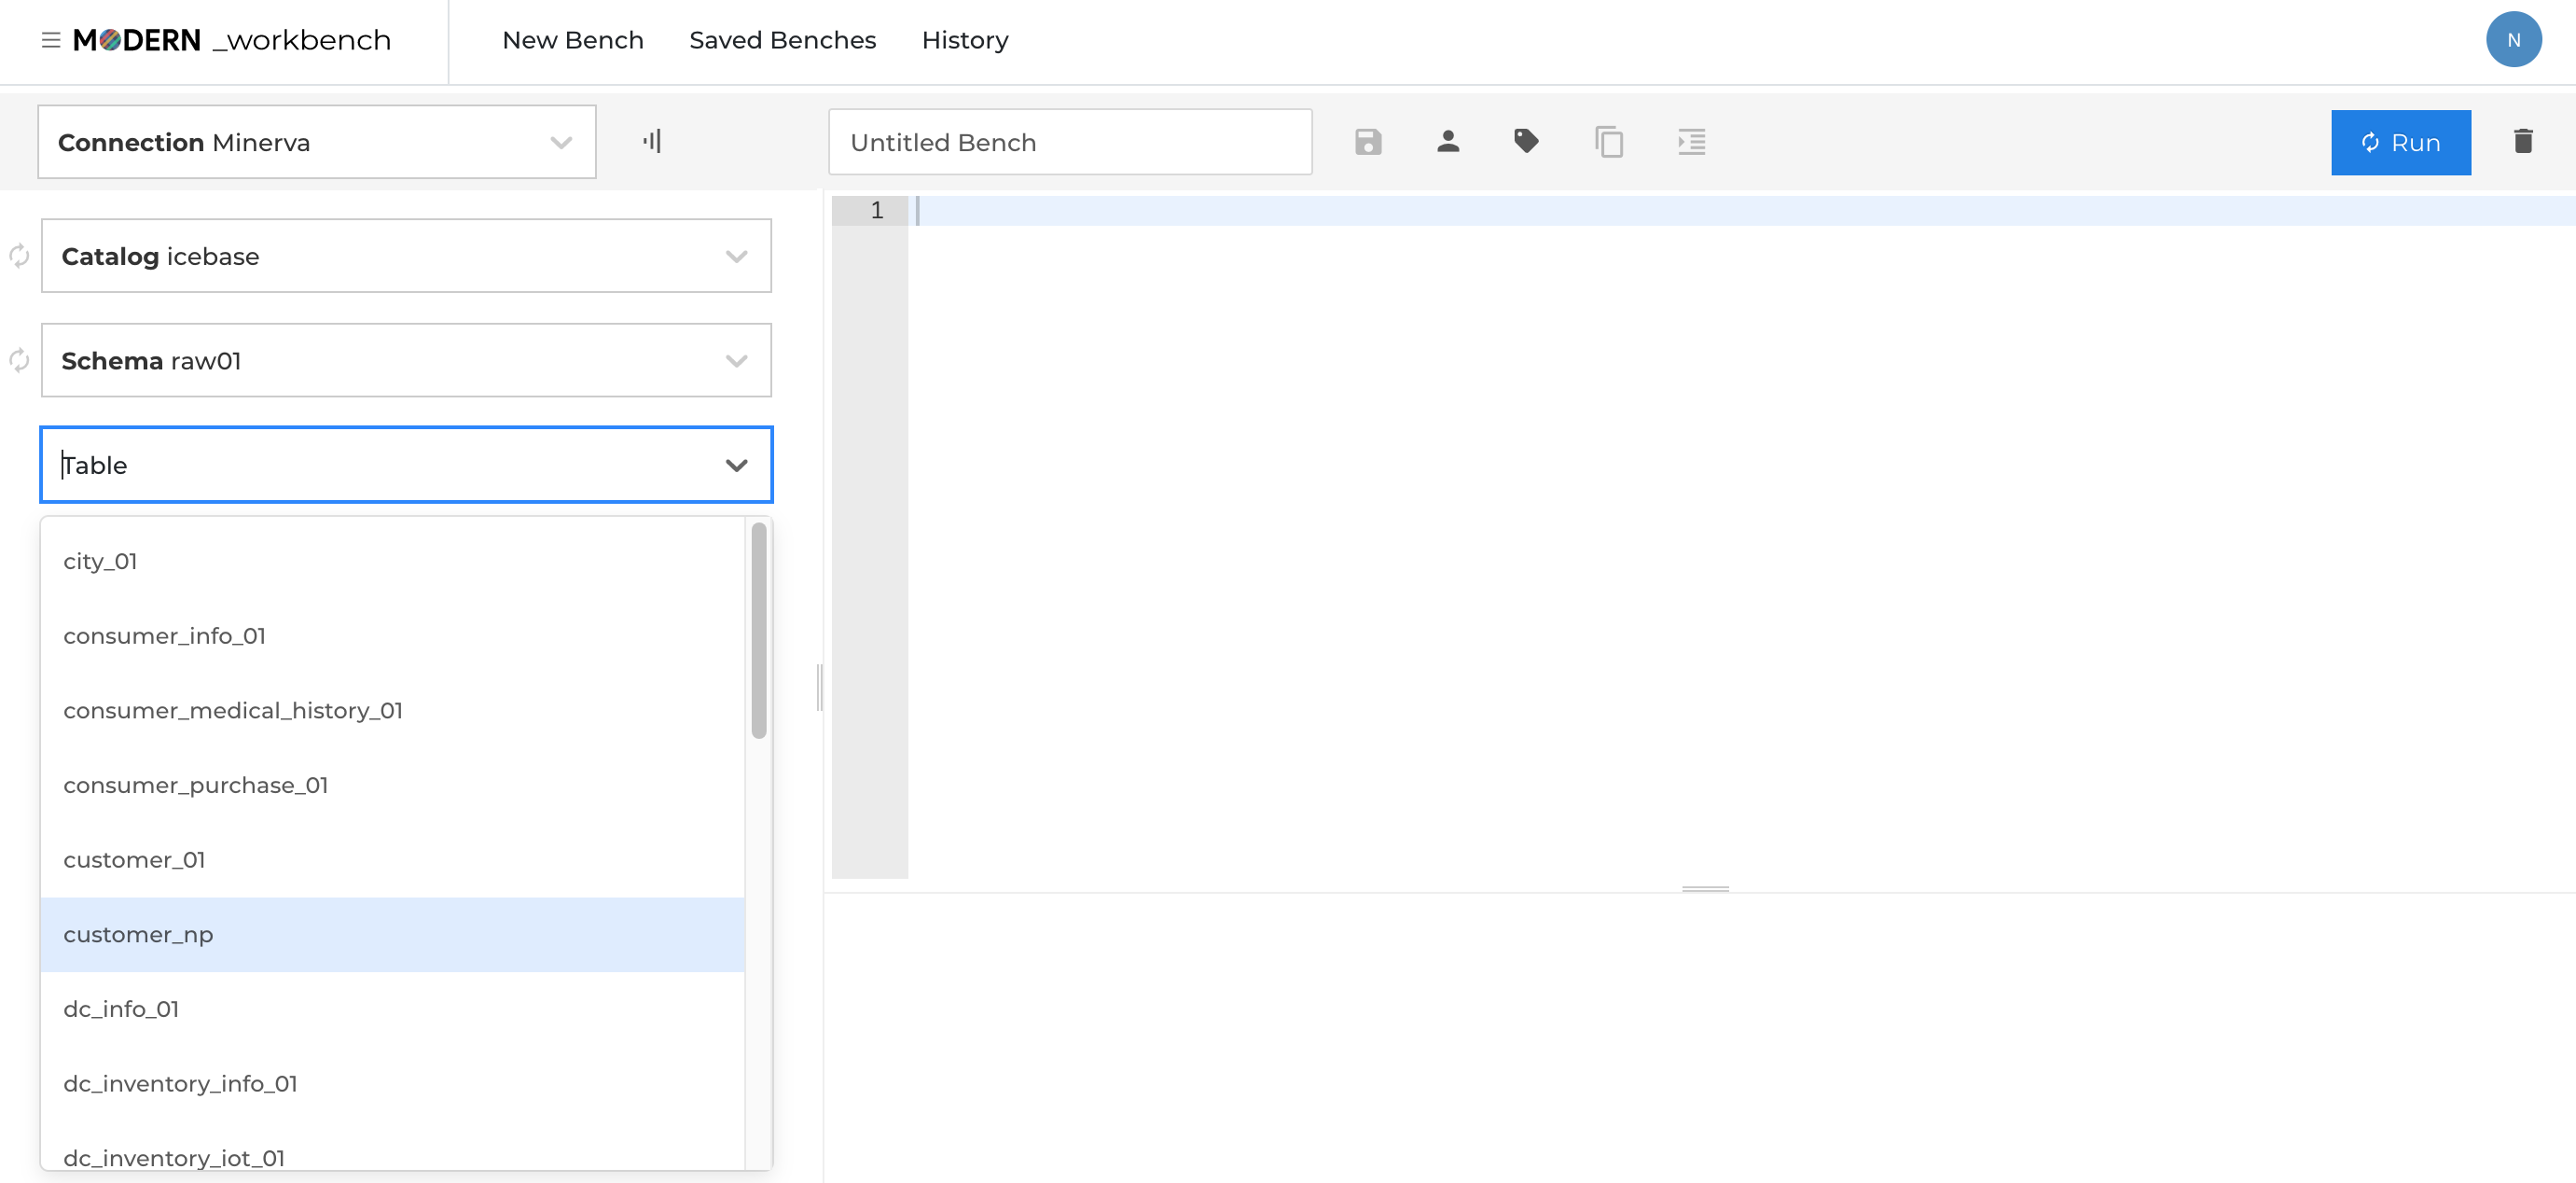 MODERN _workbench
New Bench
Saved Benches
History
N
Connection Minerva
Untitled Bench
Run
Catalog icebase
Schema raw01
Table
city_01
consumer_info_01
consumer_medical_history_01
consumer_purchase_01
customer_01
customer_np
dc_info_01
dc_inventory_info_01
dc_inventory_iot_01
1